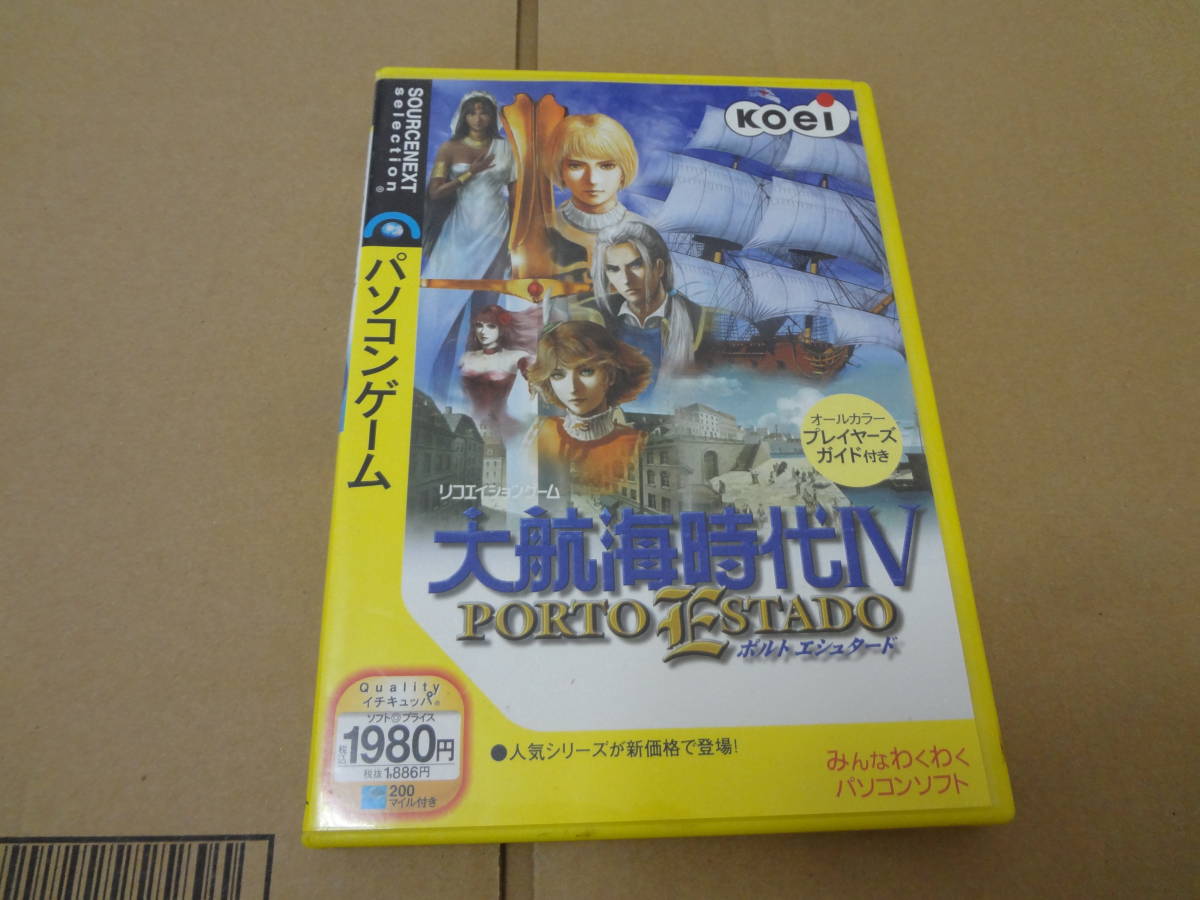 SOURCENEXT
selection®
パソコンゲーム
KOEI
オールカラー
プレイヤーズ
ガイド付き
リコエイションゲーム
大航海時代IV
PORTO ESTADO
ポルト エシュタード
Quality
イチキュッパ®
ソフト◎プライス
税込1980円
税抜1,886円
200
マイル付き
●人気シリーズが新価格で登場!
みんなわくわく
パソコンソフト